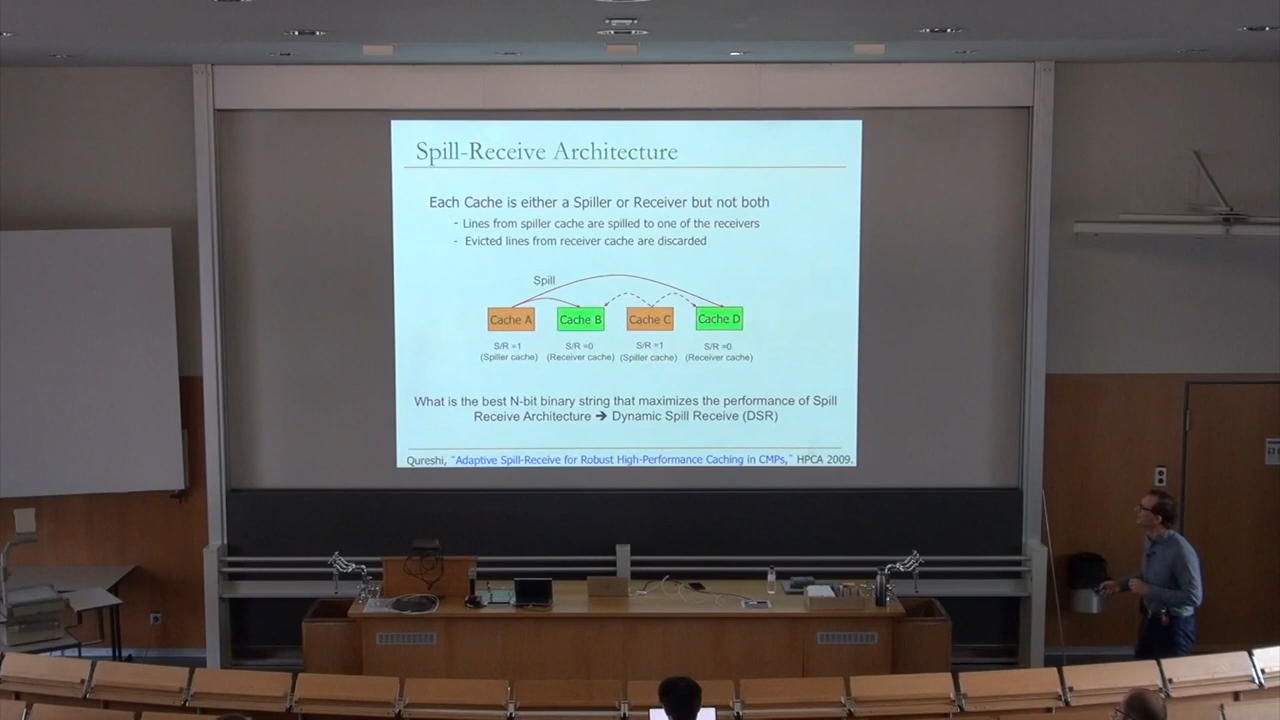 Spill-Receive Architecture
Each Cache is either a Spiller or Receiver but not both
- Lines from spiller cache are spilled to one of the receivers
- Evicted lines from receiver cache are discarded
Spill
Cache A Cache B Cache C Cache D
S/R =1 S/R =0 S/R =1 S/R =0
(Spiller cache) (Receiver cache) (Spiller cache) (Receiver cache)
What is the best N-bit binary string that maximizes the performance of Spill
Receive Architecture ➔ Dynamic Spill Receive (DSR)
Qureshi, "Adaptive Spill-Receive for Robust High-Performance Caching in CMPs," HPCA 2009.